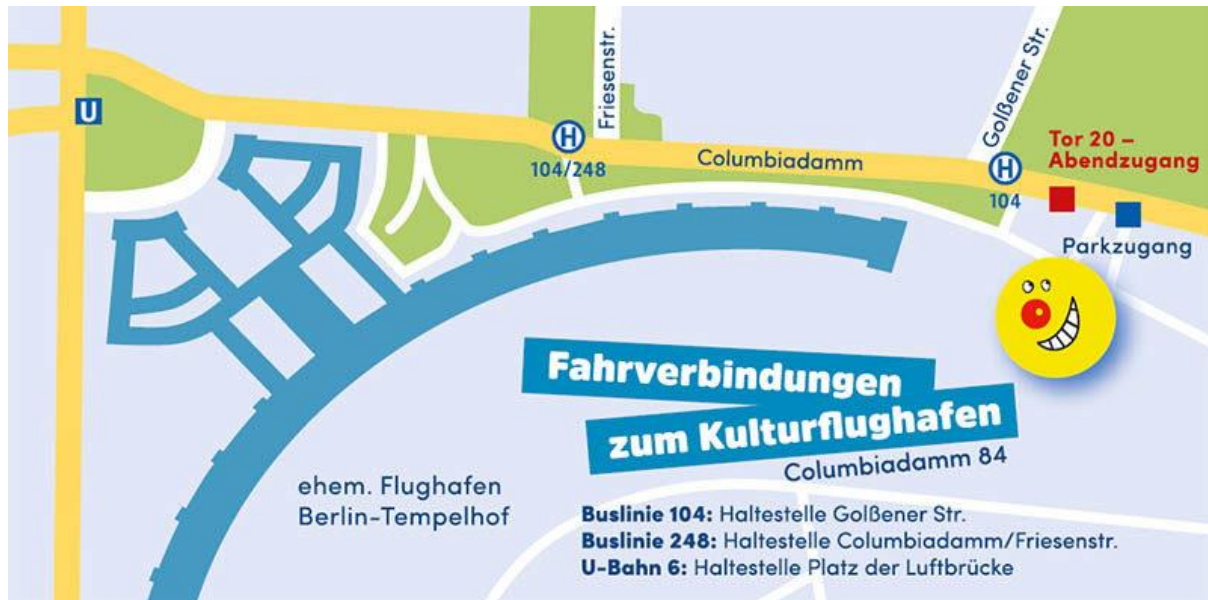 U
Friesenstr.
H
104/248
Columbiadamm
Golßener Str.
H
104
Tor 20 –
Abendzugang
Parkzugang
Fahrverbindungen
zum Kulturflughafen
Columbiadamm 84
ehem. Flughafen
Berlin-Tempelhof
Buslinie 104: Haltestelle Golßener Str.
Buslinie 248: Haltestelle Columbiadamm/Friesenstr.
U-Bahn 6: Haltestelle Platz der Luftbrücke